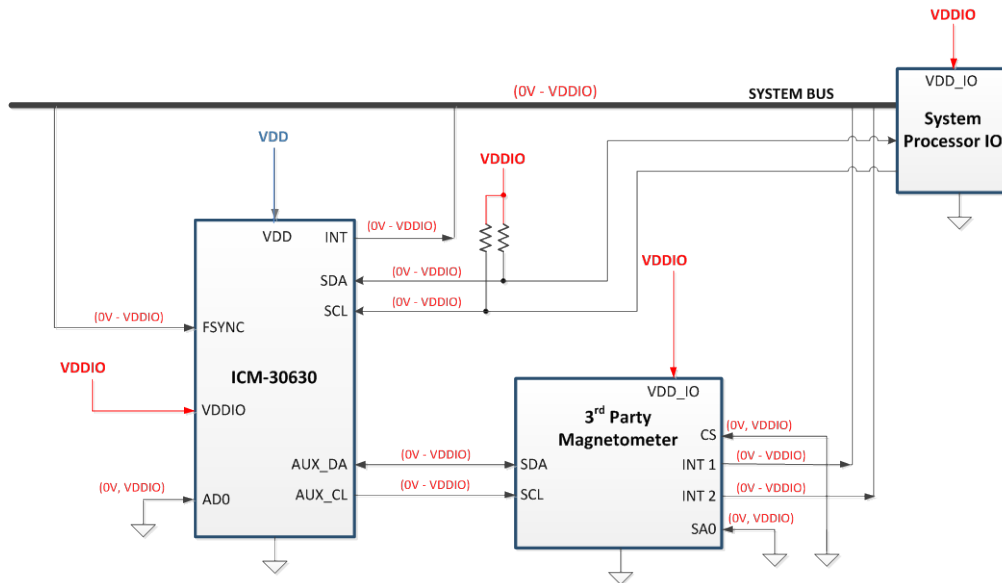 VDDIO
VDD_IO
System
Processor IO
(0V - VDDIO)
SYSTEM BUS
VDD
VDDIO
VDD
INT
(0V - VDDIO)
SDA
(0V - VDDIO)
SCL
(0V - VDDIO)
VDDIO
(0V - VDDIO)
FSYNC
ICM-30630
VDDIO
VDDIO
VDD_IO
3rd Party
Magnetometer
CS
(0V, VDDIO)
AUX_DA
(0V - VDDIO)
SDA
INT 1
(0V - VDDIO)
AUX_CL
(0V - VDDIO)
SCL
INT 2
(0V - VDDIO)
(0V, VDDIO)
AD0
SA0
(0V, VDDIO)